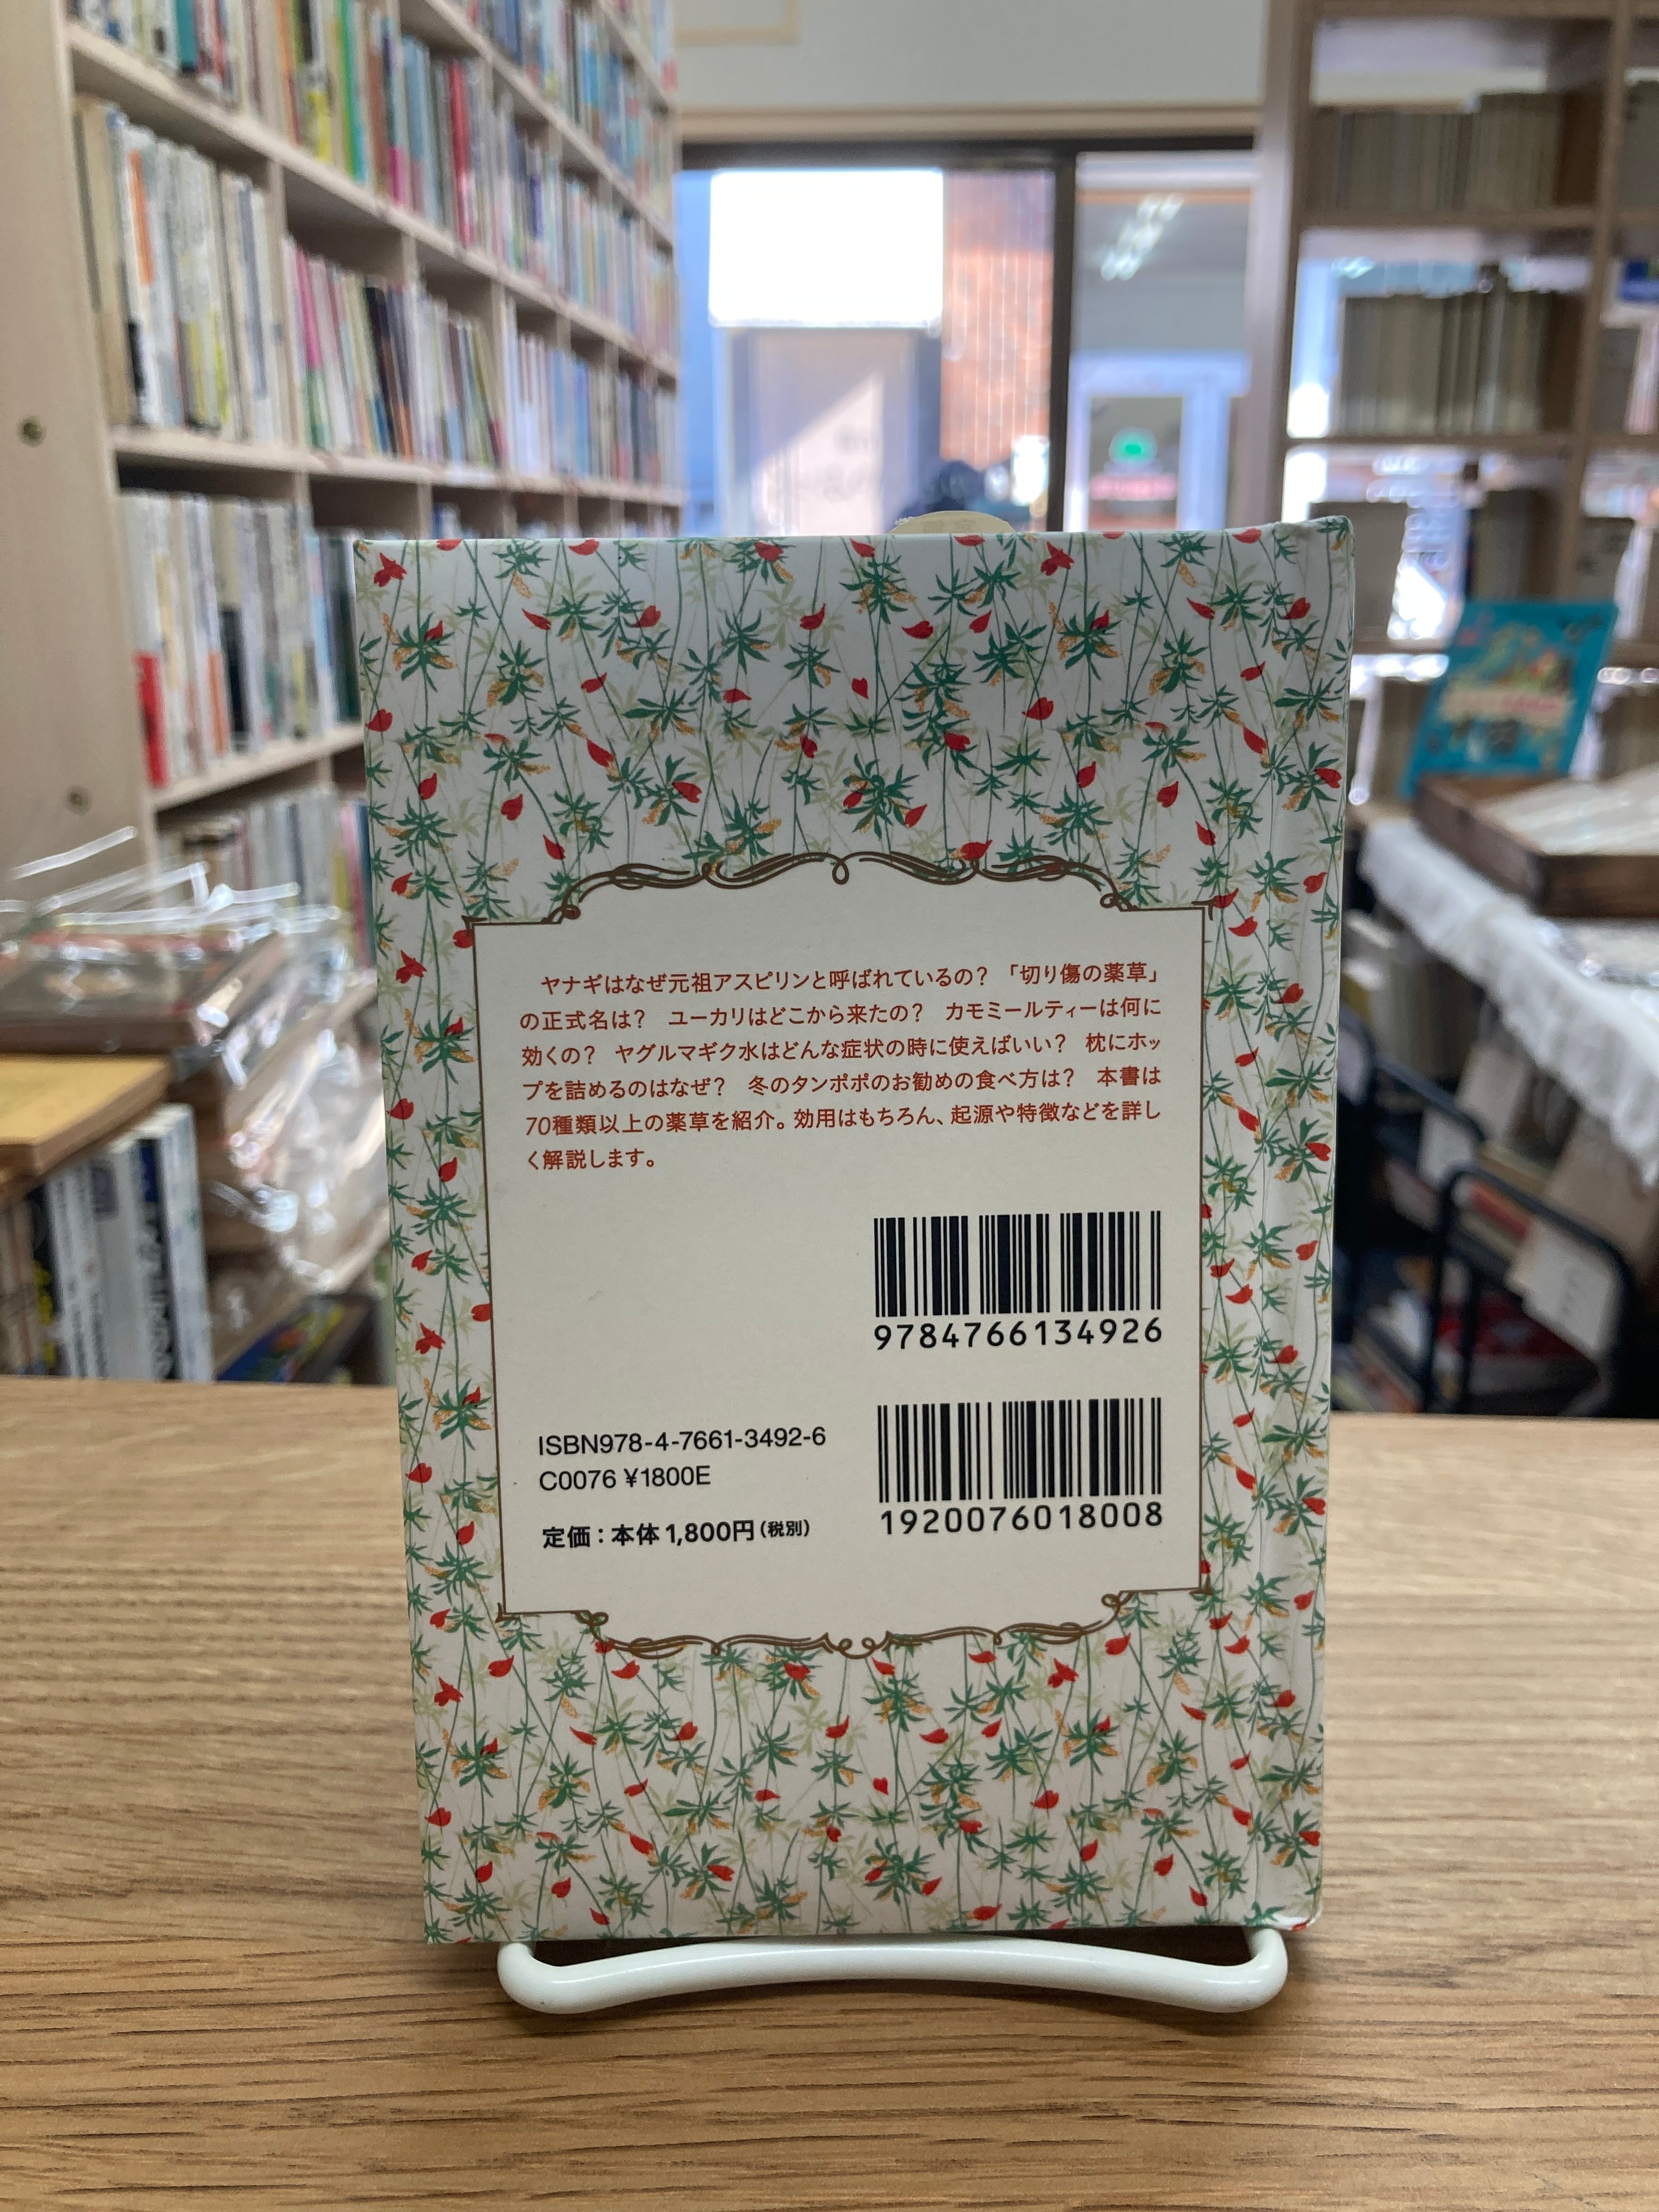 ヤナギはなぜ元祖アスピリンと呼ばれているの？ 「切り傷の薬草」
の正式名は？ ユーカリはどこから来たの？ カモミールティーは何に
効くの？ ヤグルマギク水はどんな症状の時に使えばいい？ 枕にホッ
プを詰めるのはなぜ？ 冬のタンポポのお勧めの食べ方は？ 本書は
70種類以上の薬草を紹介。効用はもちろん、起源や特徴などを詳し
く解説します。
9784766134926
ISBN978-4-7661-3492-6
C0076 ¥1800E
定価：本体1,800円（税別）
1920076018008